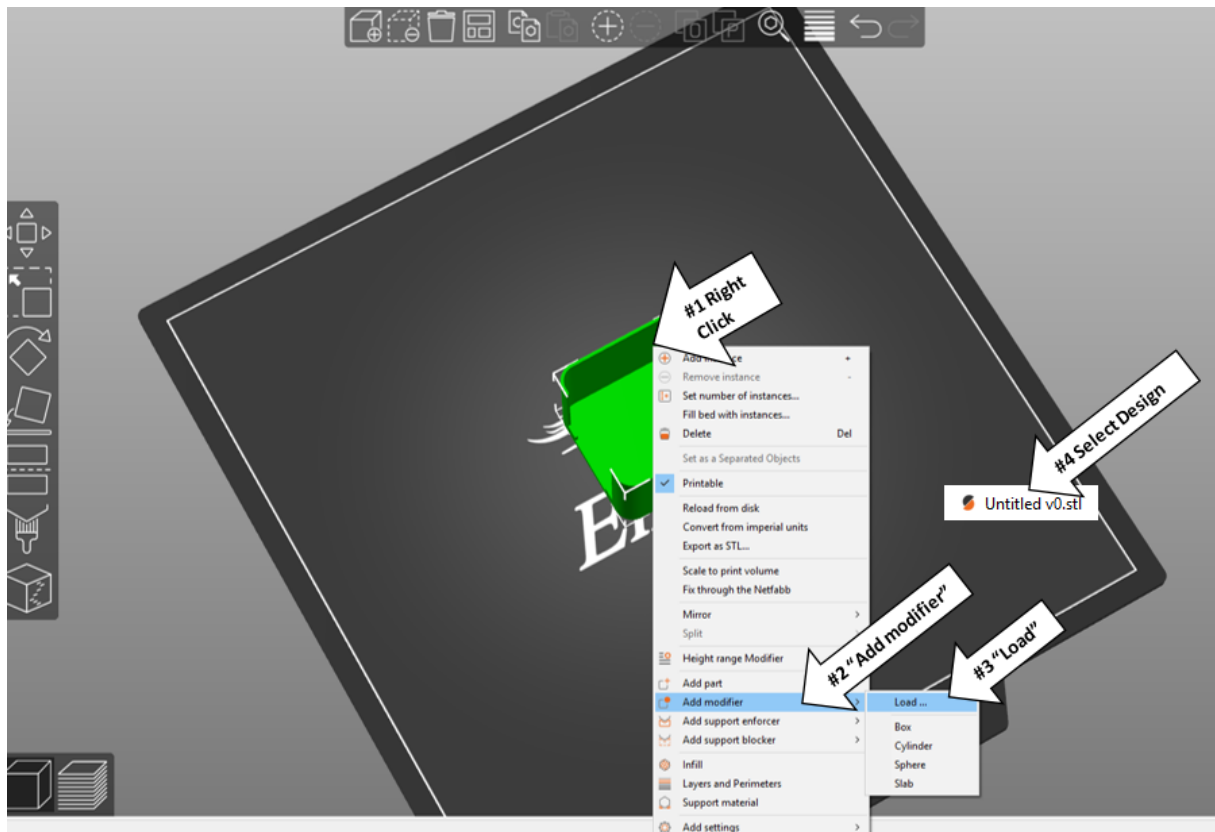 #1 Right
Click
Add instance +
Remove instance -
Set number of instances...
Fill bed with instances...
Delete Del
Set as a Separated Objects
Printable
Reload from disk
Convert from imperial units
Export as STL...
Scale to print volume
Fix through the Netfabb
Mirror >
Split
Height range Modifier
Add part
Add modifier >
Add support enforcer >
Add support blocker >
Infill
Layers and Perimeters
Support material
Add settings >
#2 "Add modifier"
#3 "Load"
Load ...
Box
Cylinder
Sphere
Slab
#4 Select Design
Untitled v0.stl